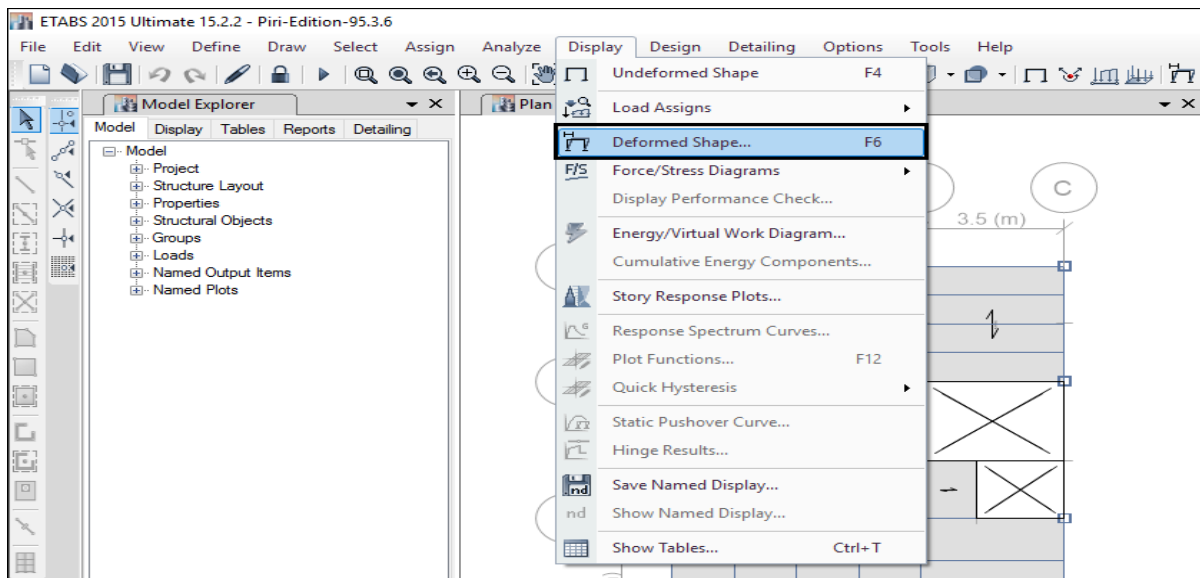 ETABS 2015 Ultimate 15.2.2 - Piri-Edition-95.3.6
File Edit View Define Draw Select Assign Analyze Display Design Detailing Options Tools Help
Model Explorer
Model Display Tables Reports Detailing
Model
Project
Structure Layout
Properties
Structural Objects
Groups
Loads
Named Output Items
Named Plots
Plan
Undeformed Shape F4
Load Assigns
Deformed Shape... F6
F/S Force/Stress Diagrams
Display Performance Check...
Energy/Virtual Work Diagram...
Cumulative Energy Components...
Story Response Plots...
Response Spectrum Curves...
Plot Functions... F12
Quick Hysteresis
Static Pushover Curve...
Hinge Results...
nd Save Named Display...
nd Show Named Display...
Show Tables... Ctrl+T
C
3.5 (m)